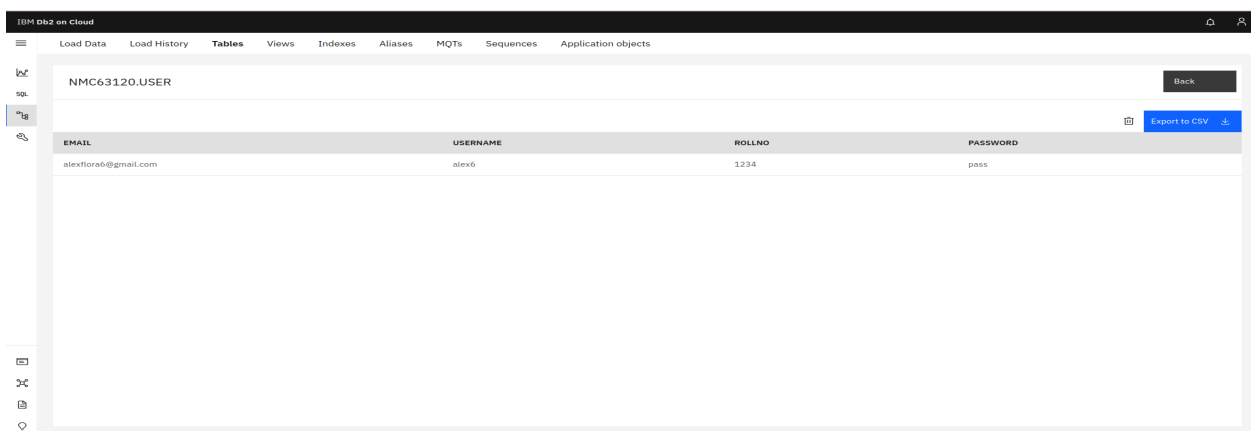 IBM Db2 on Cloud
Load Data Load History Tables Views Indexes Aliases MQTs Sequences Application objects
SQL
NMC63120.USER
Back
Export to CSV
EMAIL USERNAME ROLLNO PASSWORD
alexflora6@gmail.com alex6 1234 pass